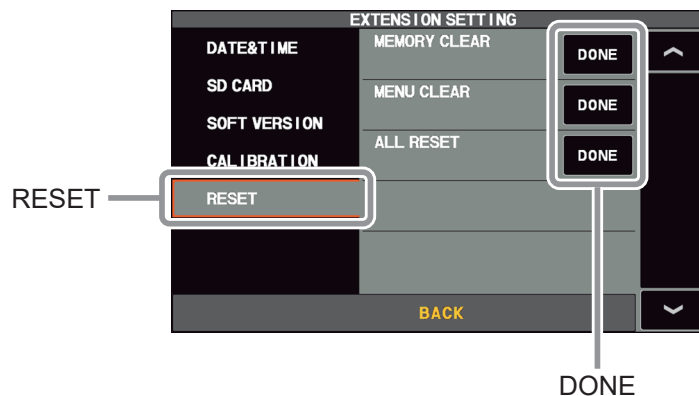 EXTENSION SETTING
DATE&TIME
MEMORY CLEAR
DONE
SD CARD
MENU CLEAR
DONE
SOFT VERSION
ALL RESET
DONE
CALIBRATION
RESET
RESET
BACK
DONE